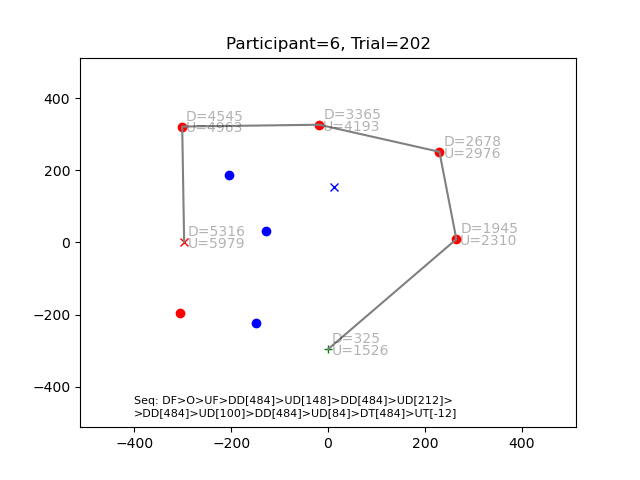 Participant=6, Trial=202
400
200
0
−200
−400
−400
−200
0
200
400
D=4545
U=4963
D=3365
U=4193
D=2678
U=2976
D=5316
U=5979
D=1945
U=2310
D=325
U=1526
Seq: DF>O>UF>DD[484]>UD[148]>DD[484]>UD[212]>
>DD[484]>UD[100]>DD[484]>UD[84]>DT[484]>UT[-12]